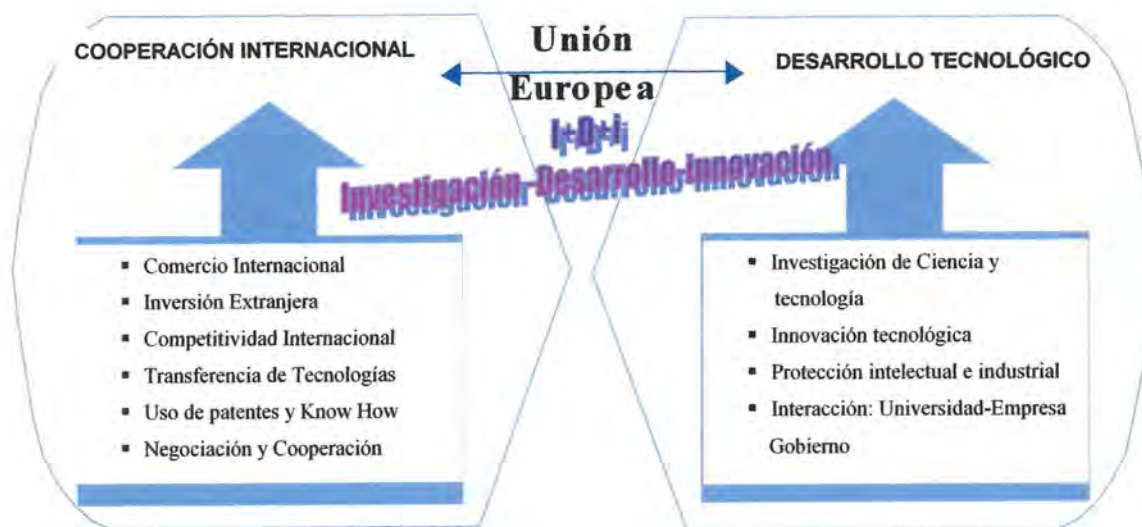 COOPERACIÓN INTERNACIONAL
Unión
Europea
DESARROLLO TECNOLÓGICO
I+D+i
Investigación-Desarrollo-Innovación
▪ Comercio Internacional
▪ Inversión Extranjera
▪ Competitividad Internacional
▪ Transferencia de Tecnologías
▪ Uso de patentes y Know How
▪ Negociación y Cooperación
▪ Investigación de Ciencia y
tecnología
▪ Innovación tecnológica
▪ Protección intelectual e industrial
▪ Interacción: Universidad-Empresa
Gobierno